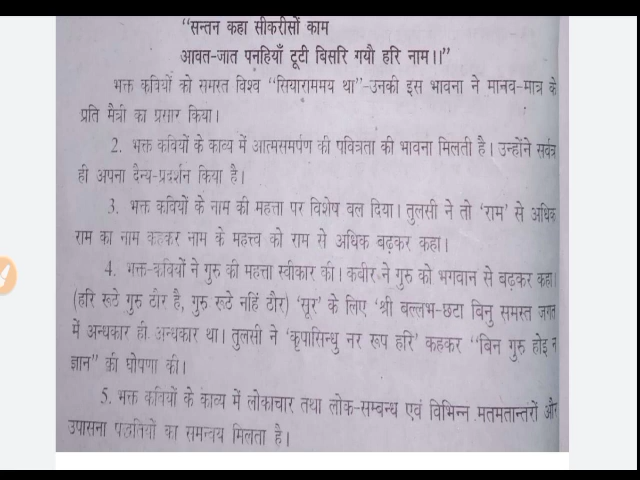 “सन्तन कहा सीकरीसों काम
आवत-जात पनहियाँ टूटी बिसरि गयौ हरि नाम।।”
भक्त कवियों को समस्त विश्व “सियाराममय था”-उनकी इस भावना ने मानव-मात्र के
प्रति मैत्री का प्रसार किया।
2. भक्त कवियों के काव्य में आत्मसमर्पण की पवित्रता की भावना मिलती है। उन्होंने सर्वत्र
ही अपना दैन्य-प्रदर्शन किया है।
3. भक्त कवियों के नाम की महत्ता पर विशेष बल दिया। तुलसी ने तो ‘राम’ से अधिक
राम का नाम कहकर नाम के महत्त्व को राम से अधिक बढ़कर कहा।
4. भक्त-कवियों ने गुरु की महत्ता स्वीकार की। कबीर ने गुरु को भगवान से बढ़कर कहा।
(हरि रूठे गुरु ठौर है, गुरु रूठे नहिं ठौर) ‘सूर’ के लिए ‘श्री बल्लभ-छटा बिनु समस्त जगत
में अन्धकार ही अन्धकार था। तुलसी ने ‘कृपासिन्धु नर रूप हरि’ कहकर “बिन गुरु होइ न
ज्ञान” की घोषणा की।
5. भक्त कवियों के काव्य में लोकाचार तथा लोक-सम्बन्ध एवं विभिन्न मतमतान्तरों और
उपासना पद्धतियों का समन्वय मिलता है।